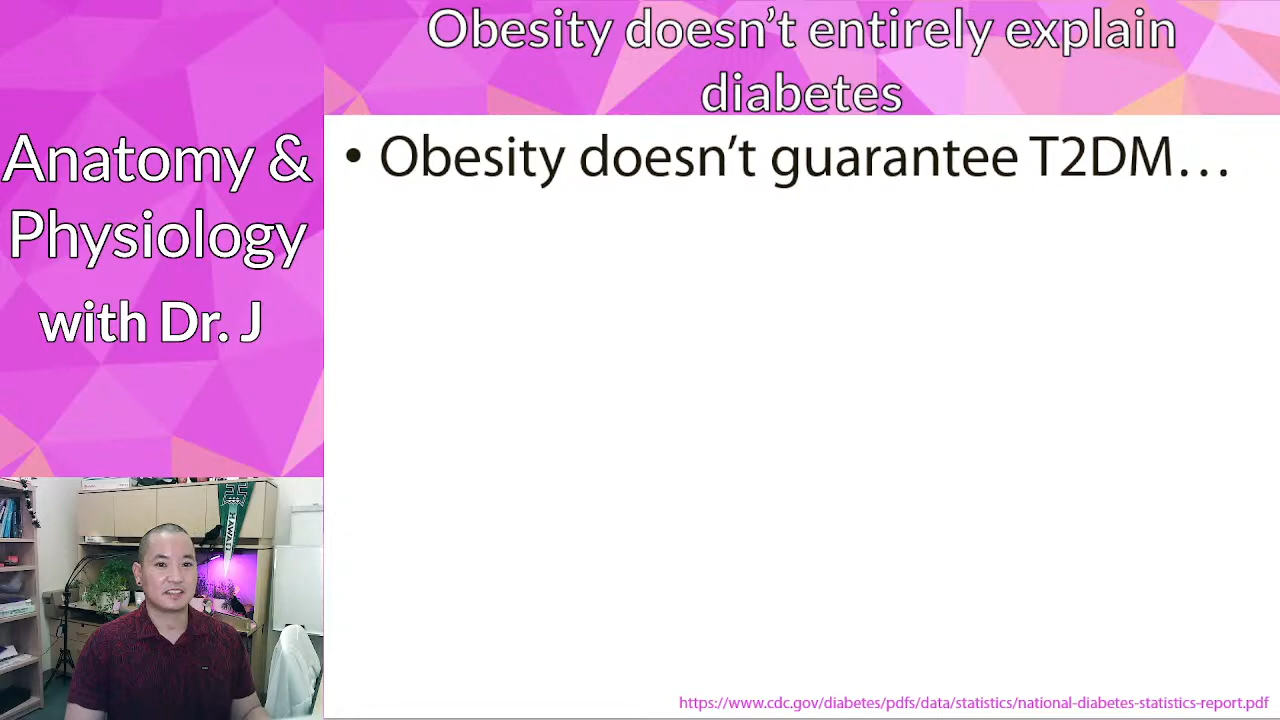 Obesity doesn't entirely explain
diabetes
Anatomy &
Physiology
with Dr. J
• Obesity doesn't guarantee T2DM…
HAWAI
https://www.cdc.gov/diabetes/pdfs/data/statistics/national-diabetes-statistics-report.pdf